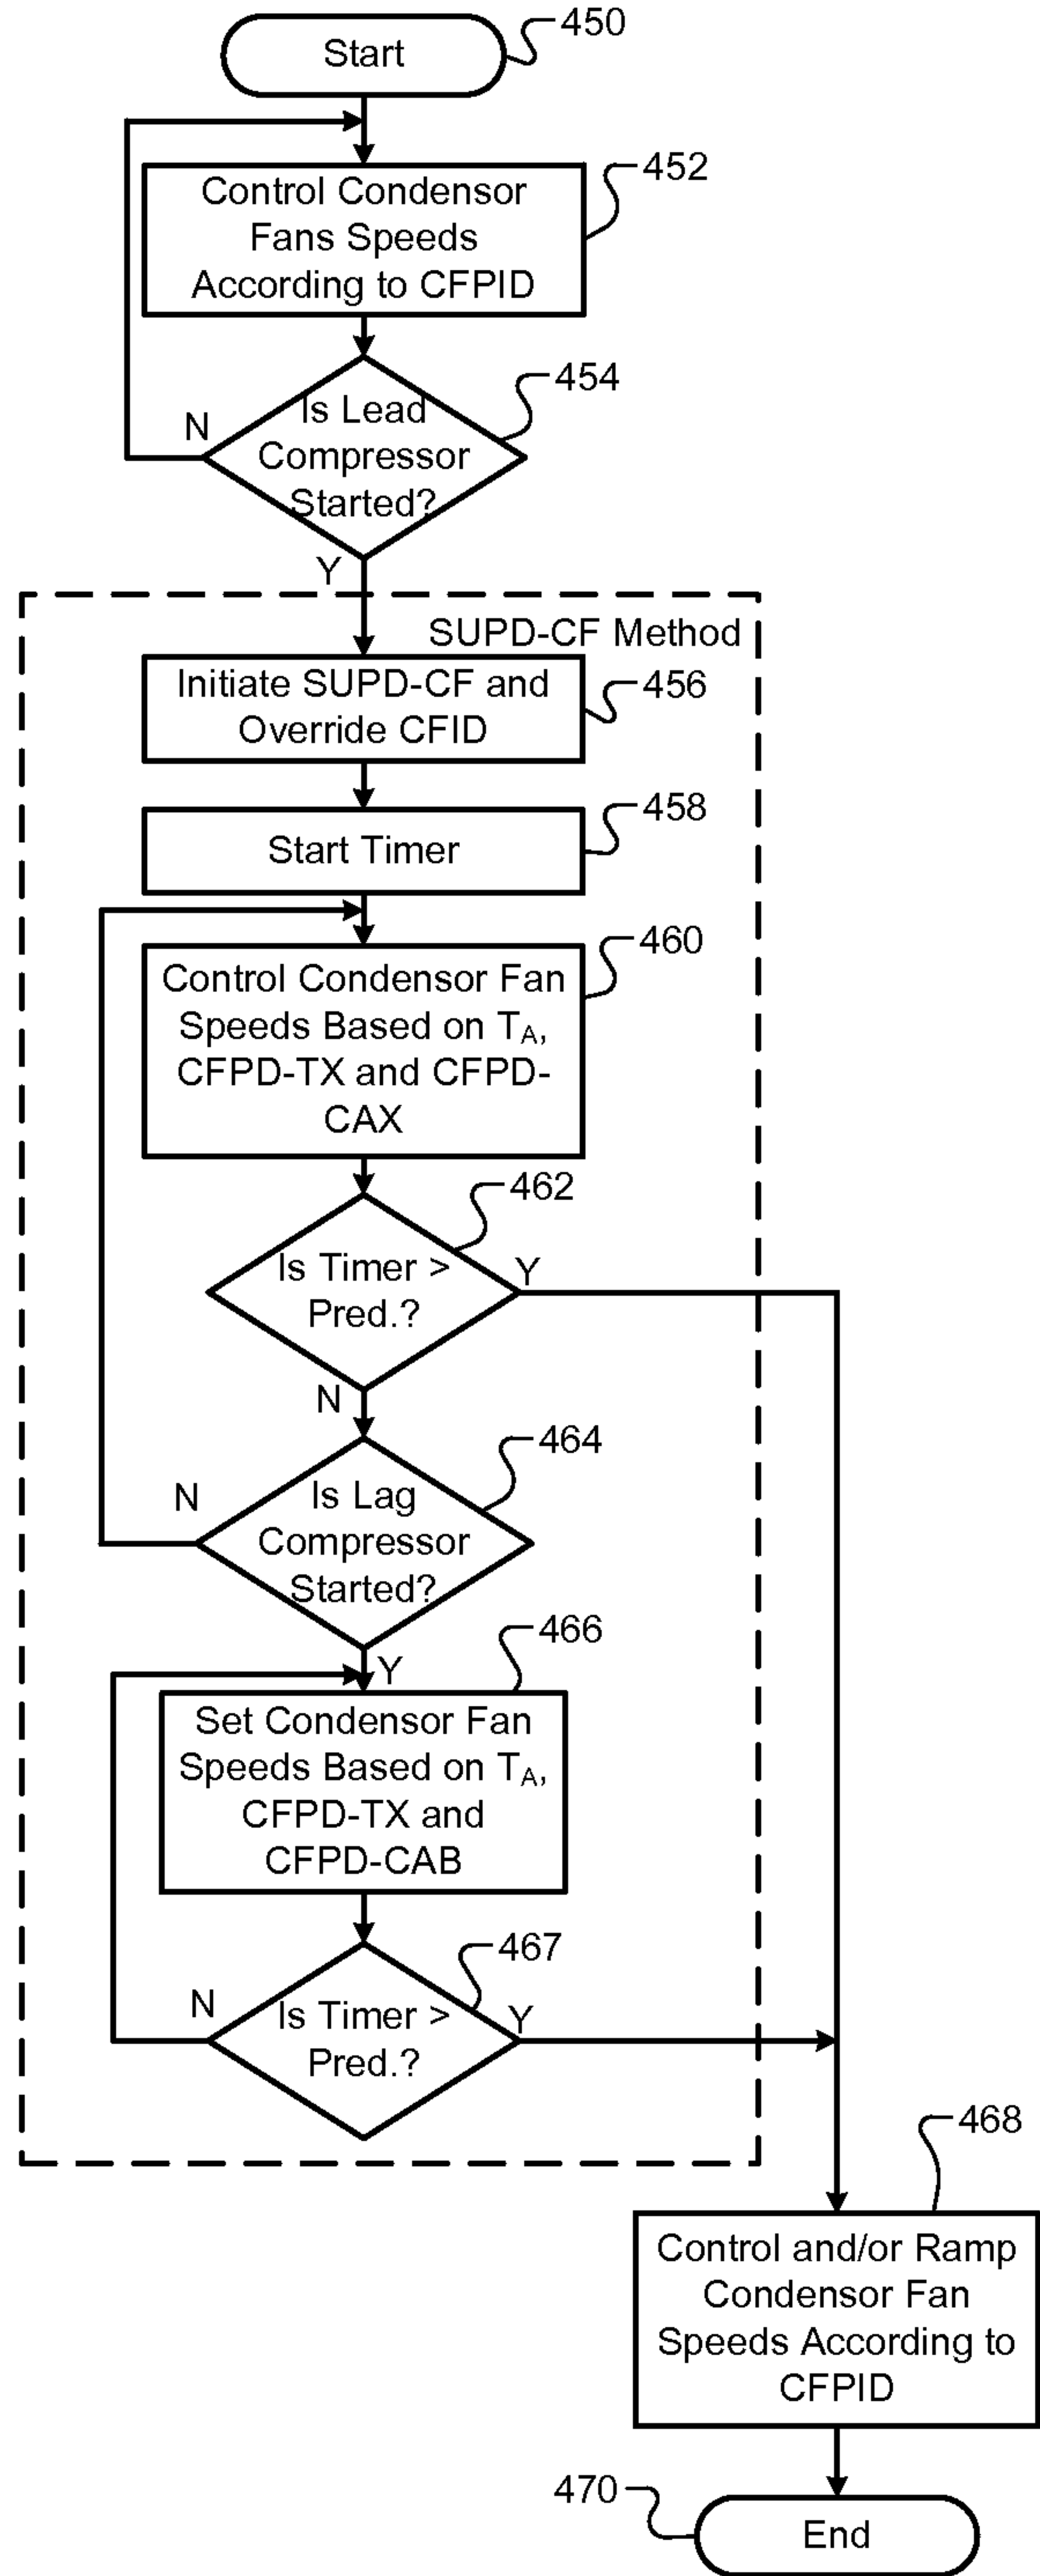 Start
450
Control Condensor
Fans Speeds
According to CFPID
452
Is Lead
Compressor
Started?
454
N
Y
SUPD-CF Method
Initiate SUPD-CF and
Override CFID
456
Start Timer
458
Control Condensor Fan
Speeds Based on TA,
CFPD-TX and CFPD-
CAX
460
Is Timer >
Pred.?
462
Y
N
Is Lag
Compressor
Started?
464
N
Y
Set Condensor Fan
Speeds Based on TA,
CFPD-TX and
CFPD-CAB
466
Is Timer >
Pred.?
467
N
Y
Control and/or Ramp
Condensor Fan
Speeds According to
CFPID
468
End
470